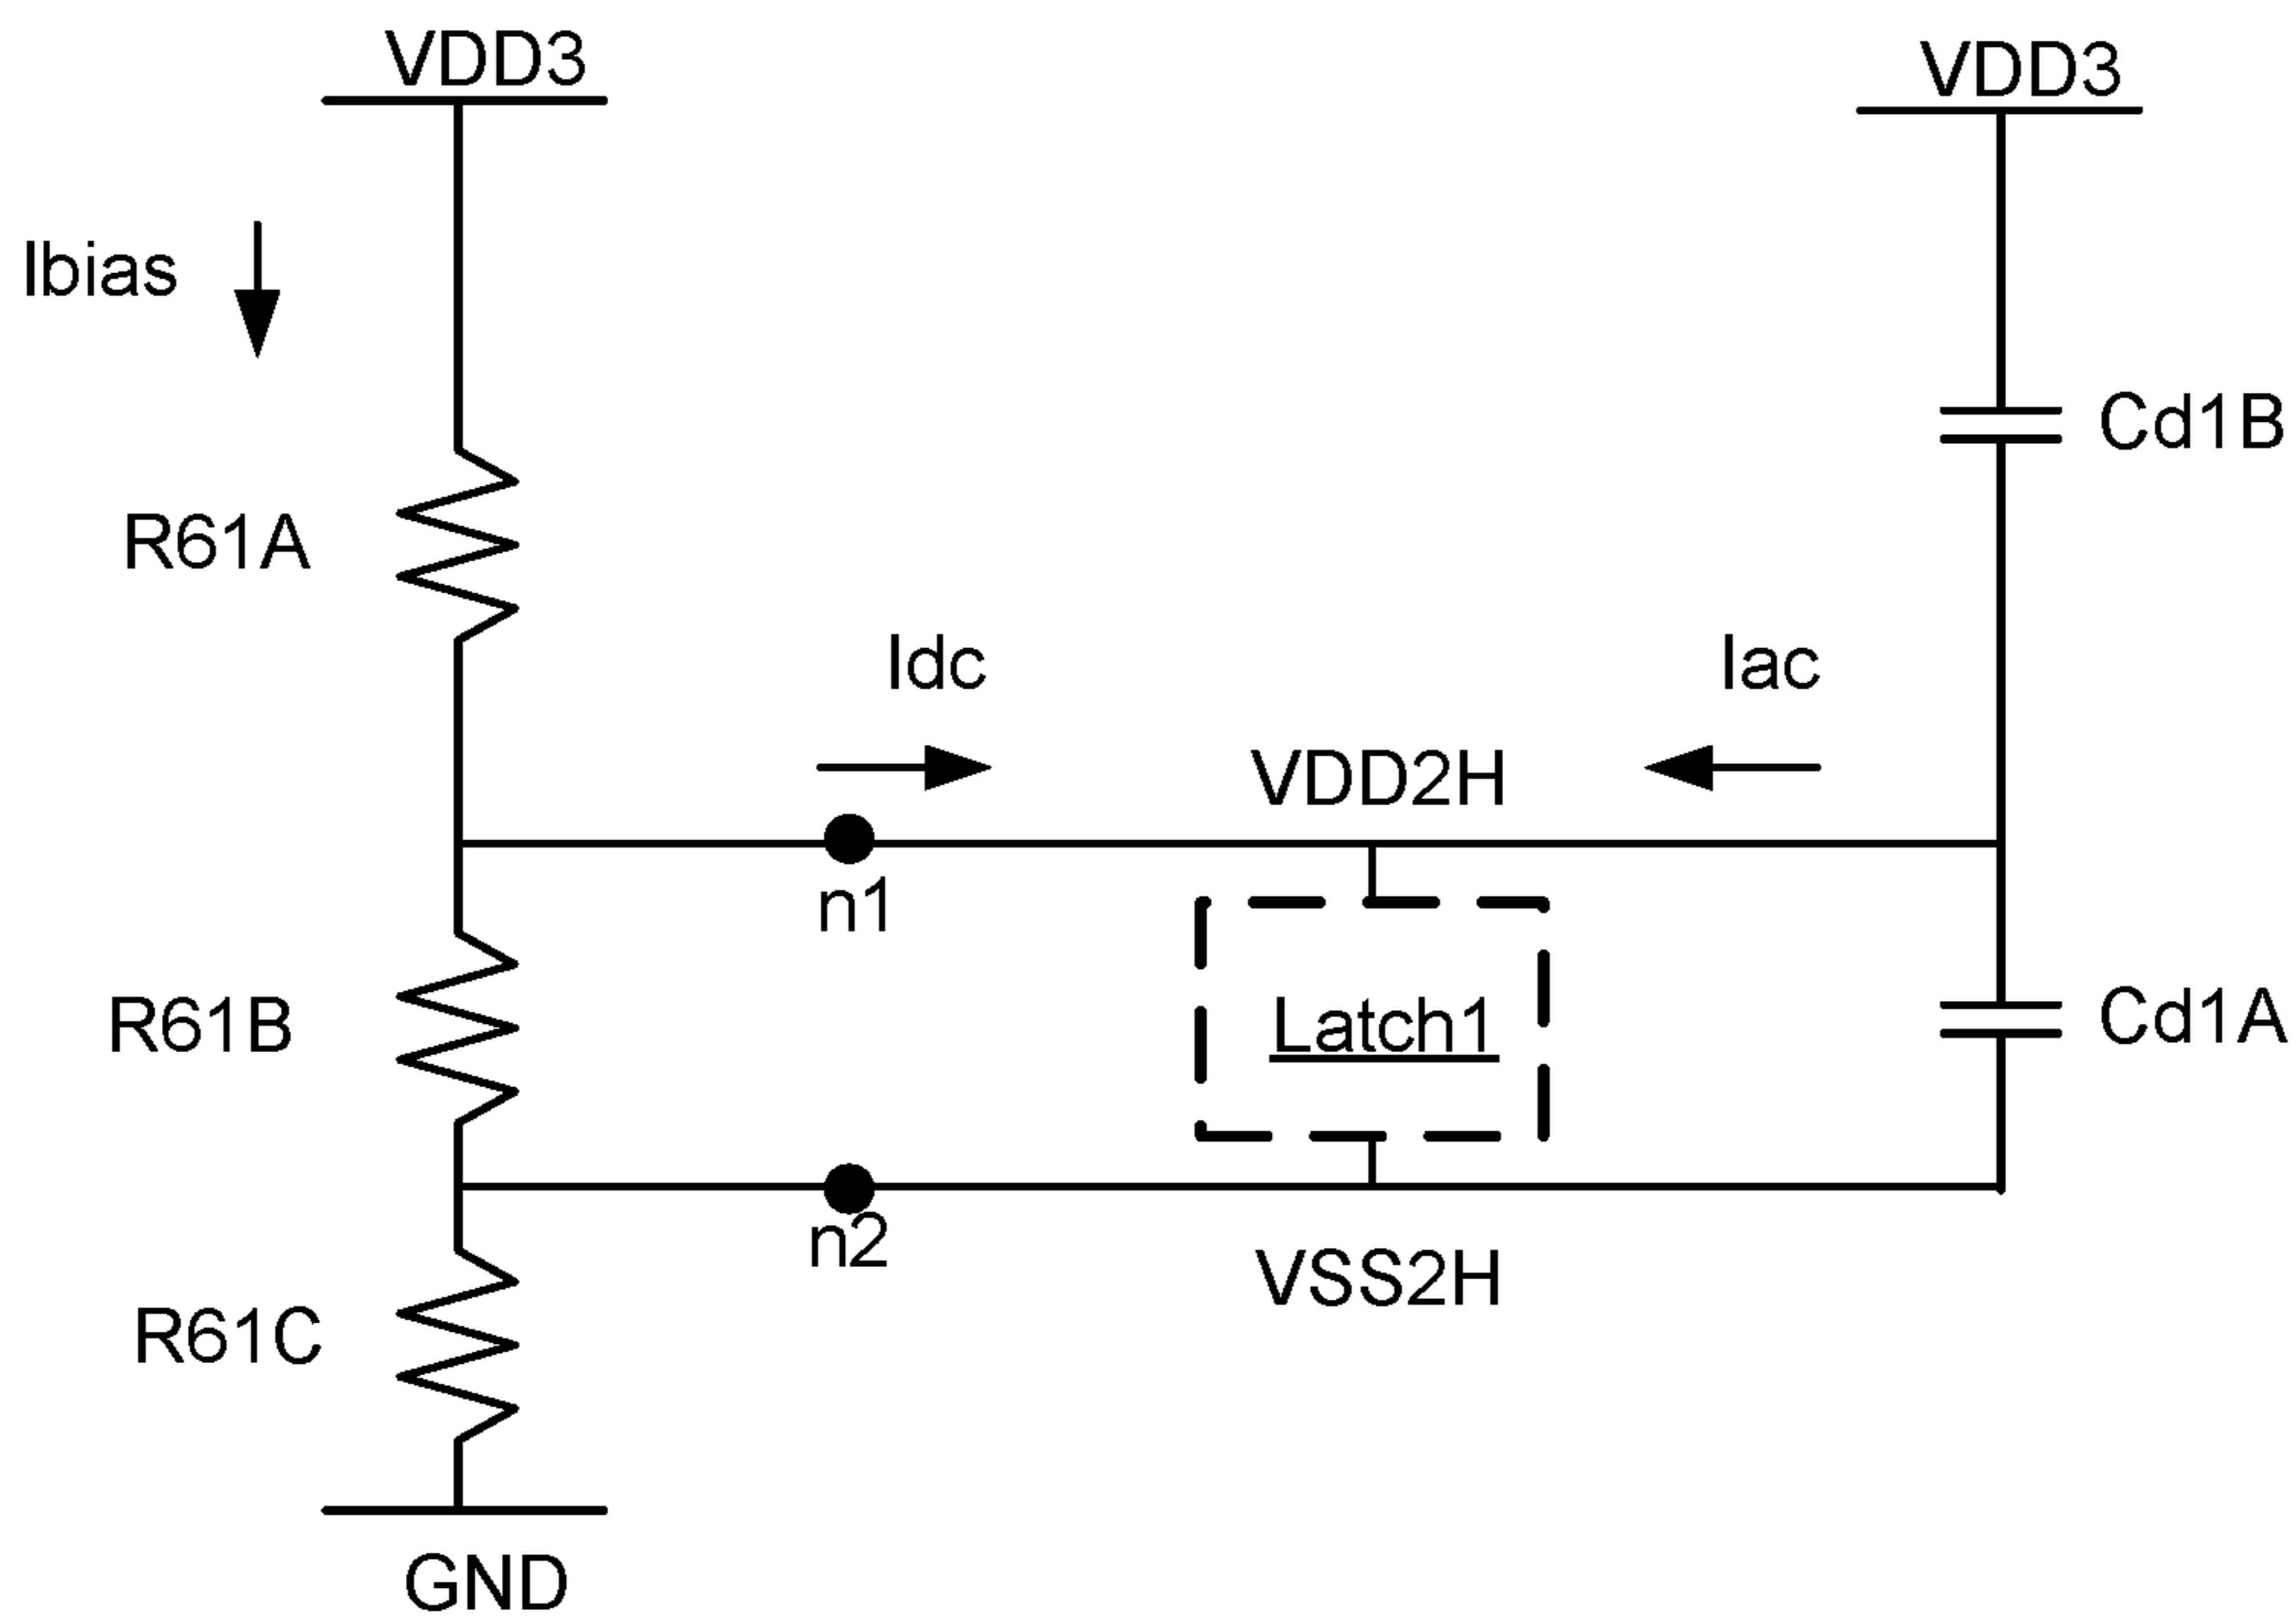 VDD3
VDD3
Ibias
Cd1B
R61A
Idc
Iac
VDD2H
n1
R61B
Latch1
Cd1A
n2
VSS2H
R61C
GND